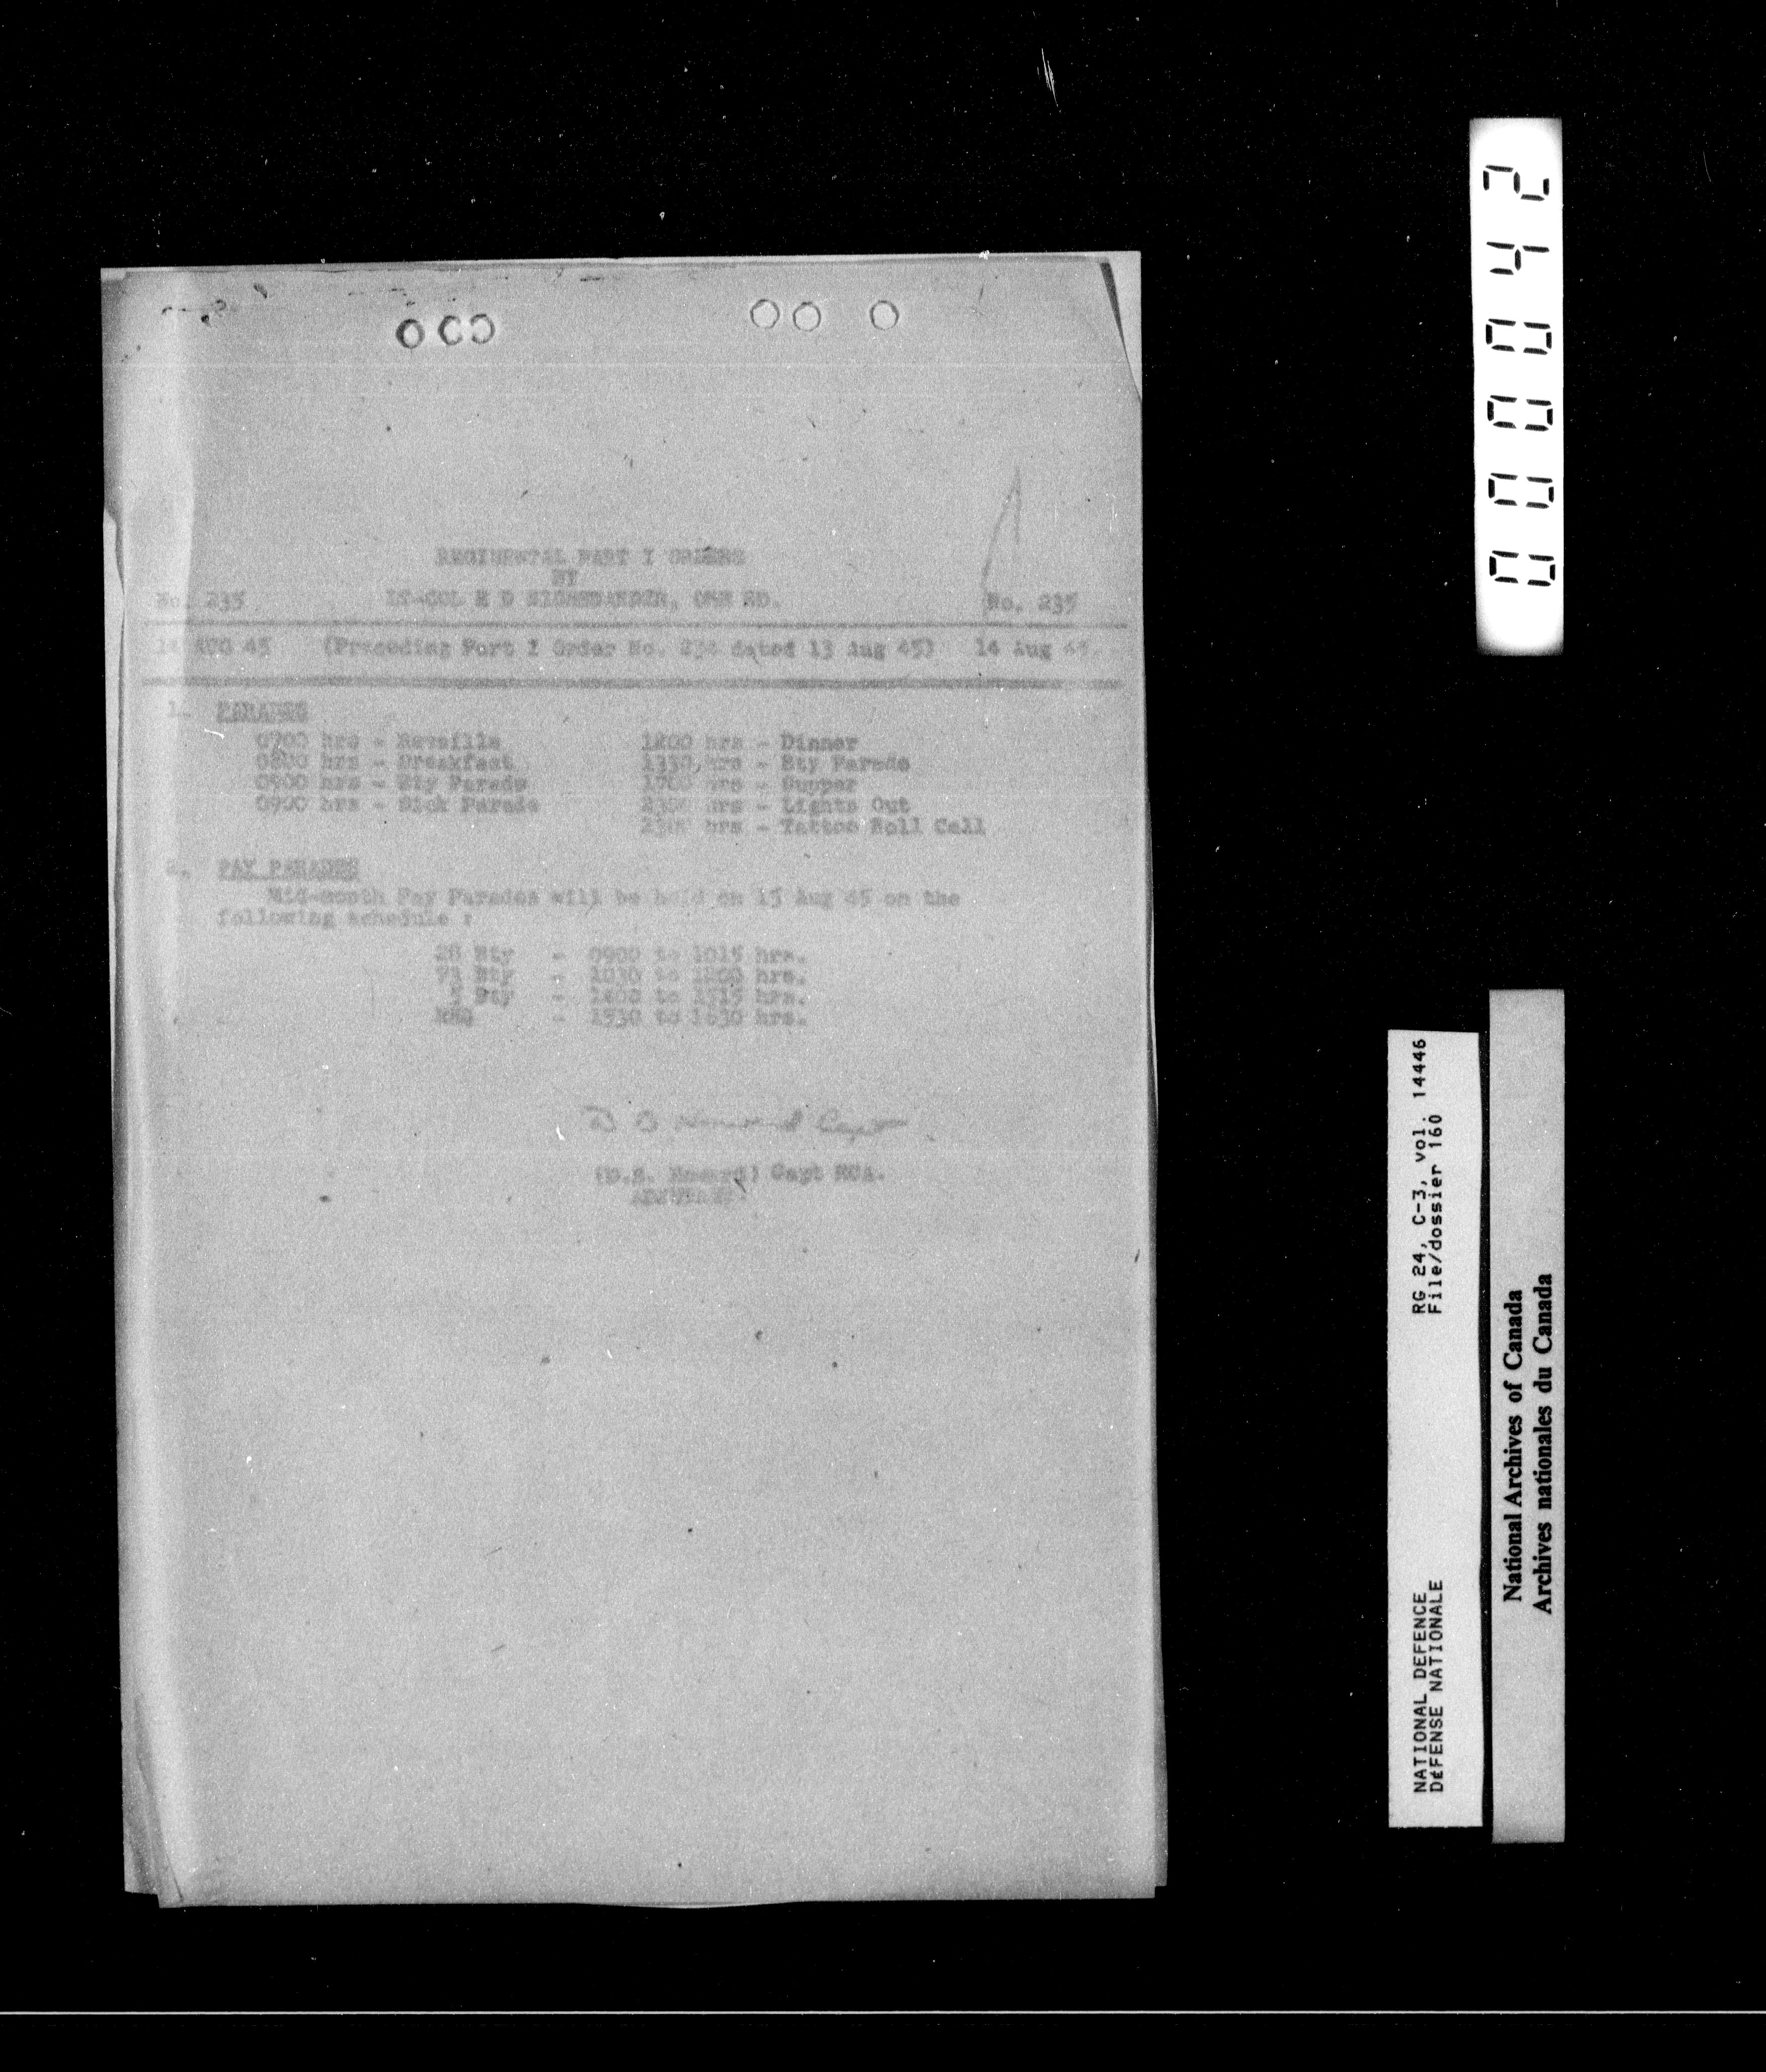 REGIMENTAL PART I ORDERS
BY
No. 235 LT-COL H D OBE ED. No. 235
14 AUG 45 (Preceding Part I Order No. 234 dated 13 Aug 45) 14 Aug 45.
1. PARADES
0700 hrs - Reveille 1200 hrs - Dinner
0800 hrs - Breakfast 1330 hrs - Bty Parade
0900 hrs - Bty Parade 1700 hrs - Supper
0900 hrs - Sick Parade 2300 hrs - Lights Out
2300 hrs - Tattoo Roll Call
2. PAY PARADES
Mid-month Pay Parades will be held on 15 Aug 45 on the
following schedule :
28 Bty - 0900 to 1015 hrs.
73 Bty - 1030 to 1200 hrs.
Bty - 1400 to 1515 hrs.
RHQ - 1530 to 1630 hrs.
Howard Capt
Howard) Capt RCA.
ADJUTANT
000042
RG 24, C-3, vol. 14446
File/dossier 160
NATIONAL DEFENCE
DÉFENSE NATIONALE
National Archives of Canada
Archives nationales du Canada